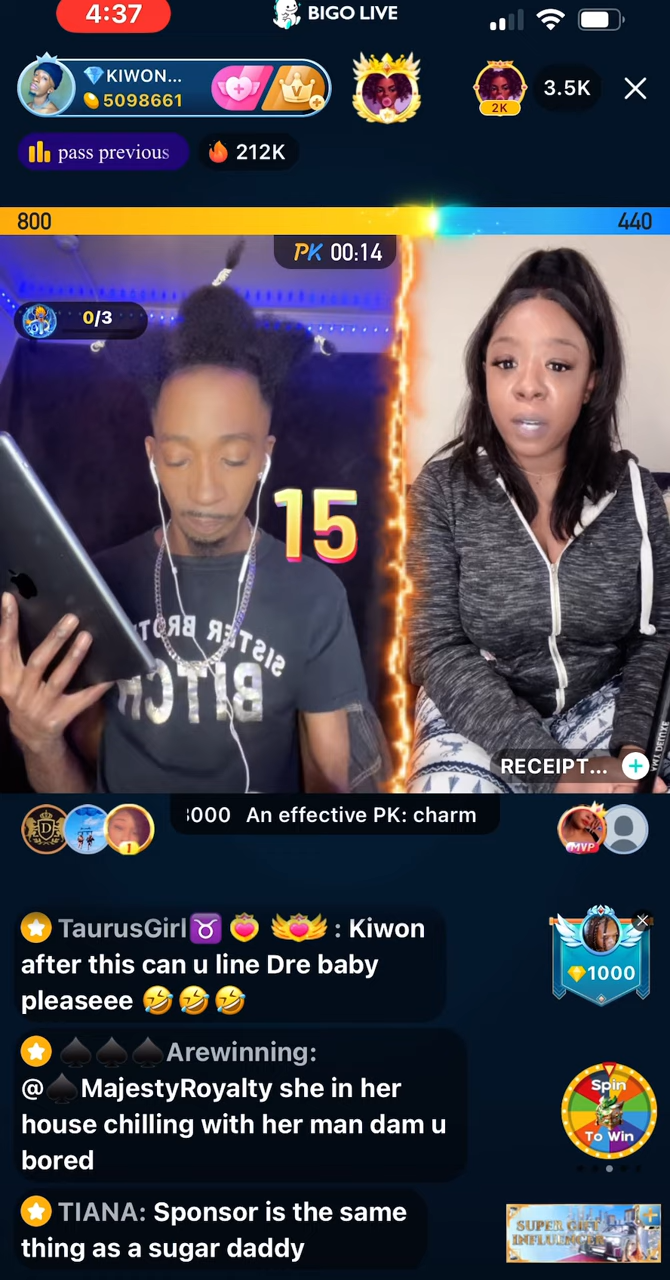 4:37
BIGO LIVE
KIWON...
5098661
2K
3.5K
pass previous
212K
800
440
PK 00:14
0/3
15
SISTER BROTH
BITCH
RECEIPT...
3000 An effective PK: charm
D
1
MVP
TaurusGirl♉ : Kiwon
after this can u line Dre baby
pleaseee 🤣🤣🤣
1000
♠️♠️♠️Arewinning:
@♠️MajestyRoyalty she in her
house chilling with her man dam u
bored
Spin
To Win
TIANA: Sponsor is the same
thing as a sugar daddy
SUPER GIFT
INFLUENCER